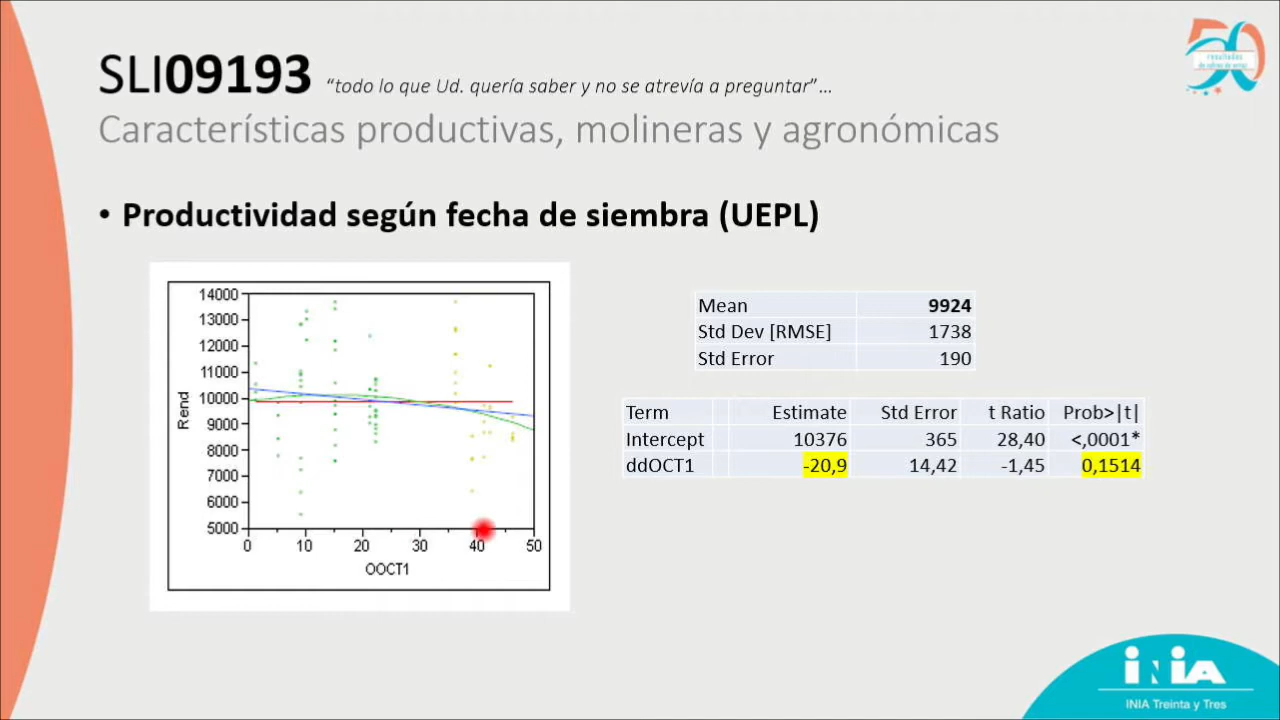 SLI09193 “todo lo que Ud. quería saber y no se atrevía a preguntar”…
Características productivas, molineras y agronómicas
50
resultados
• Productividad según fecha de siembra (UEPL)
14000
13000
12000
11000
10000
9000
8000
7000
6000
5000
Rend
0 10 20 30 40 50
OOCT1
Mean 9924
Std Dev [RMSE] 1738
Std Error 190
Term Estimate Std Error t Ratio Prob>|t|
Intercept 10376 365 28,40 <,0001*
ddOCT1 -20,9 14,42 -1,45 0,1514
INIA
INIA Treinta y Tres